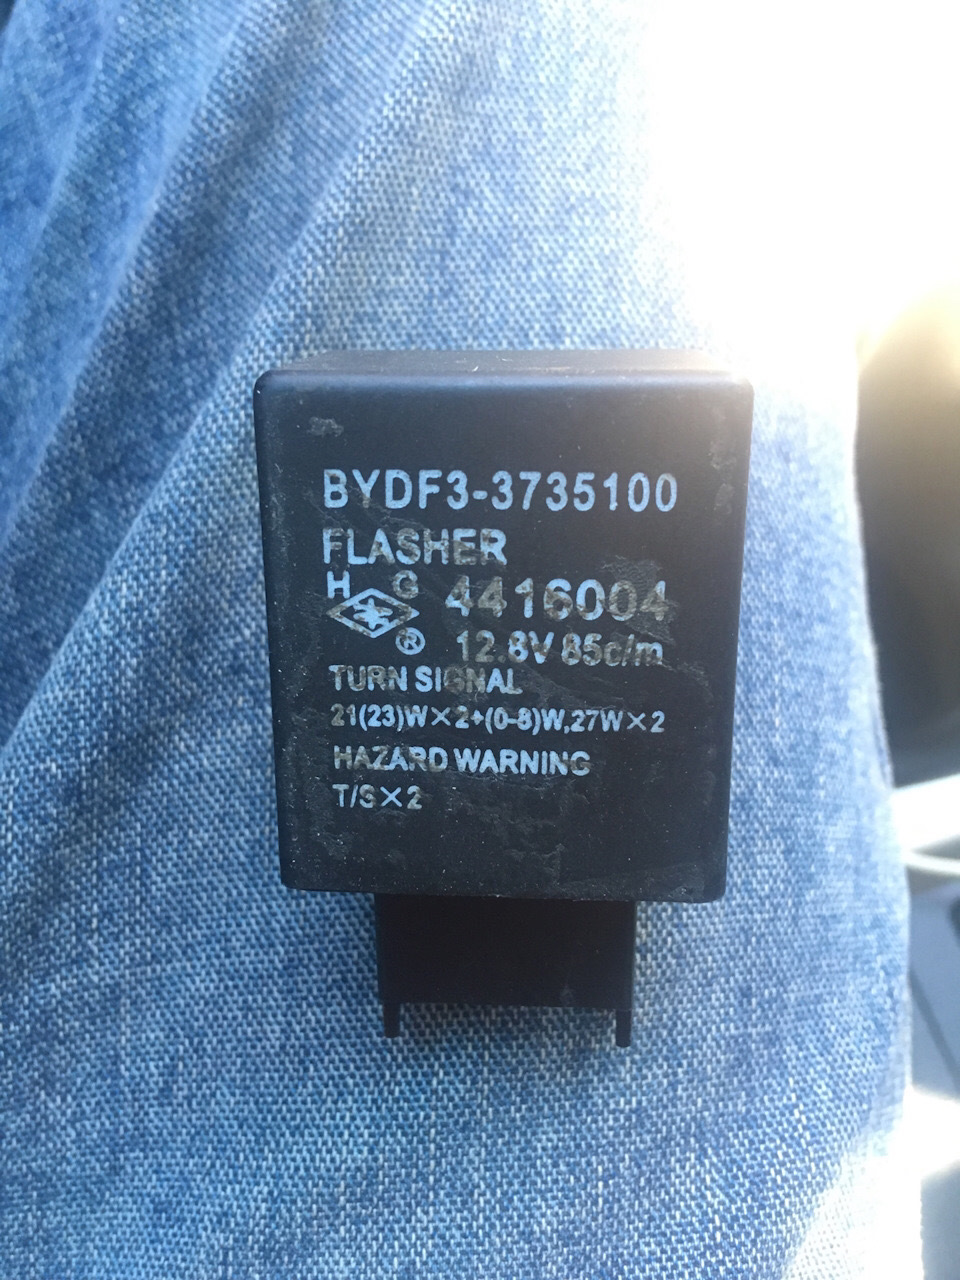 BYDF3-3735100
FLASHER
H G 4416004
® 12.8V 85c/m
TURN SIGNAL
21(23)W×2+(0-8)W,27W×2
HAZARD WARNING
T/S×2